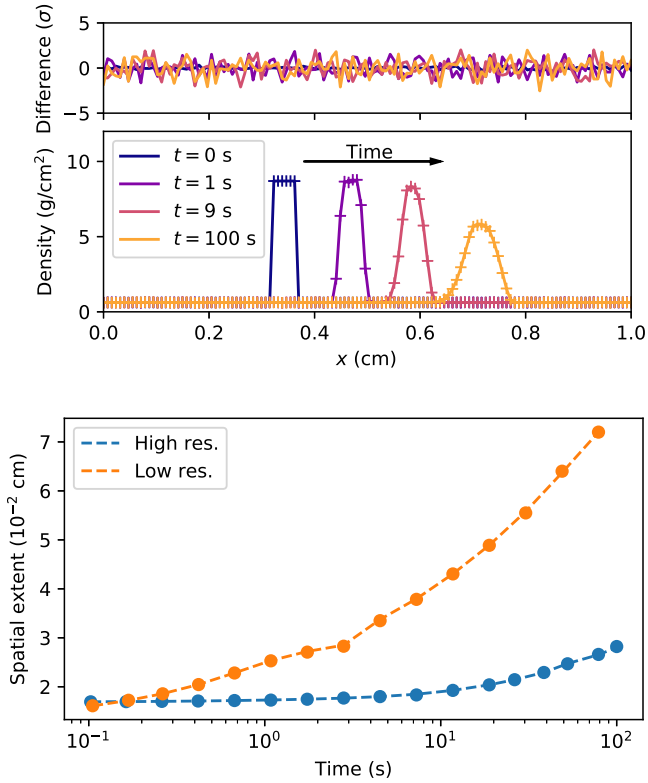 5
0
−5
Difference (σ)
Time
t = 0 s
t = 1 s
t = 9 s
t = 100 s
10
5
0
Density (g/cm²)
0.0 0.2 0.4 0.6 0.8 1.0
x (cm)
High res.
Low res.
7
6
5
4
3
2
Spatial extent (10⁻² cm)
10⁻¹ 10⁰ 10¹ 10²
Time (s)